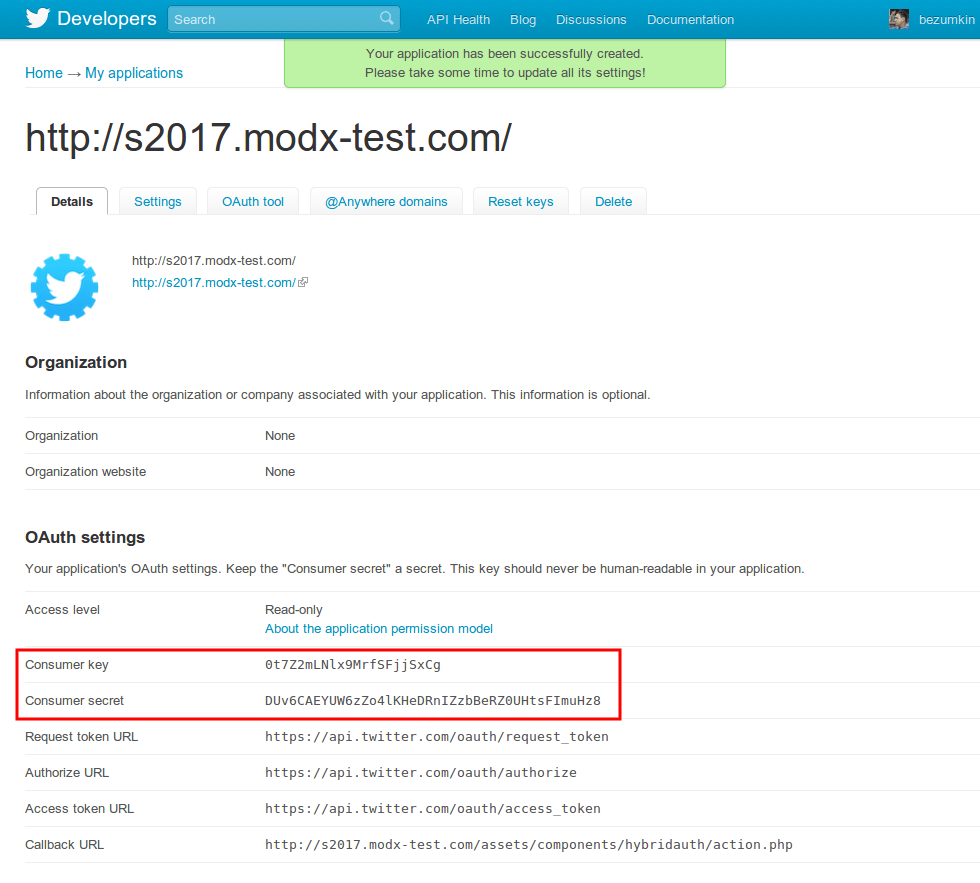 Developers Search API Health Blog Discussions Documentation bezumkin
Your application has been successfully created.
Please take some time to update all its settings!
Home → My applications
http://s2017.modx-test.com/
Details Settings OAuth tool @Anywhere domains Reset keys Delete
http://s2017.modx-test.com/
http://s2017.modx-test.com/
Organization
Information about the organization or company associated with your application. This information is optional.
Organization None
Organization website None
OAuth settings
Your application's OAuth settings. Keep the "Consumer secret" a secret. This key should never be human-readable in your application.
Access level Read-only
About the application permission model
Consumer key 0t7Z2mLNlx9MrfSFjjSxCg
Consumer secret DUv6CAEYUW6zZo4lKHeDRnIZzbBeRZ0UHtsFImuHz8
Request token URL https://api.twitter.com/oauth/request_token
Authorize URL https://api.twitter.com/oauth/authorize
Access token URL https://api.twitter.com/oauth/access_token
Callback URL http://s2017.modx-test.com/assets/components/hybridauth/action.php